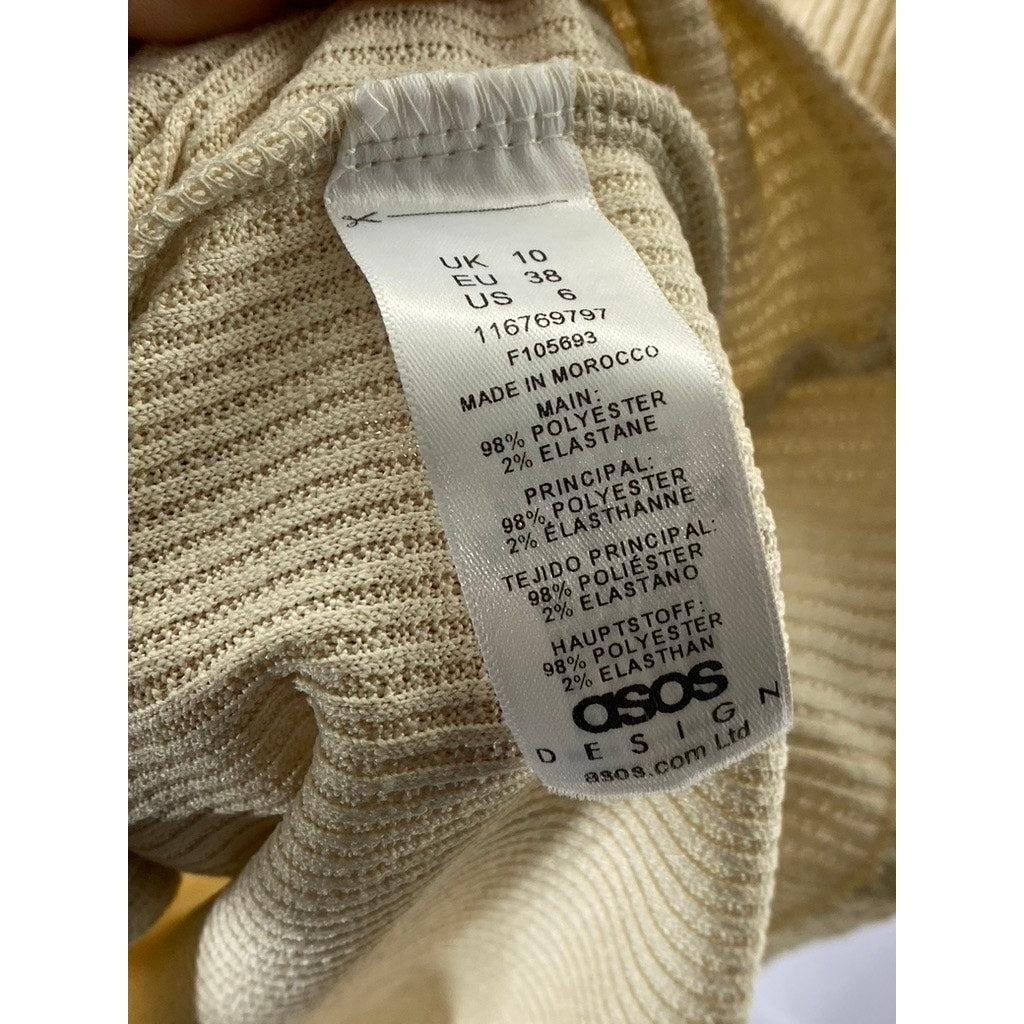 UK 10
EU 38
US 6
116769797
F105693
MADE IN MOROCCO
MAIN:
98% POLYESTER
2% ELASTANE
PRINCIPAL:
98% POLYESTER
2% ÉLASTHANNE
TEJIDO PRINCIPAL:
98% POLIÉSTER
2% ELASTANO
HAUPTSTOFF:
98% POLYESTER
2% ELASTHAN
asos
DESIGN
asos.com Ltd